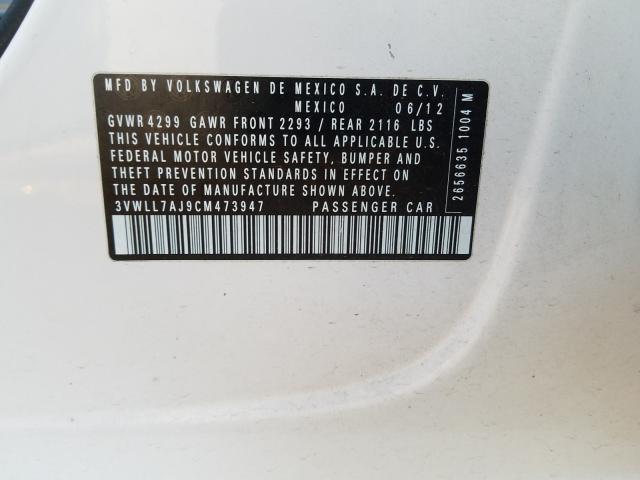 MFD BY VOLKSWAGEN DE MEXICO S.A. DE C.V.
MEXICO 06/12
GVWR 4299 GAWR FRONT 2293 / REAR 2116 LBS
THIS VEHICLE CONFORMS TO ALL APPLICABLE U.S.
FEDERAL MOTOR VEHICLE SAFETY, BUMPER AND
THEFT PREVENTION STANDARDS IN EFFECT ON
THE DATE OF MANUFACTURE SHOWN ABOVE.
3VWLL7AJ9CM473947 PASSENGER CAR
2656635 1004 M